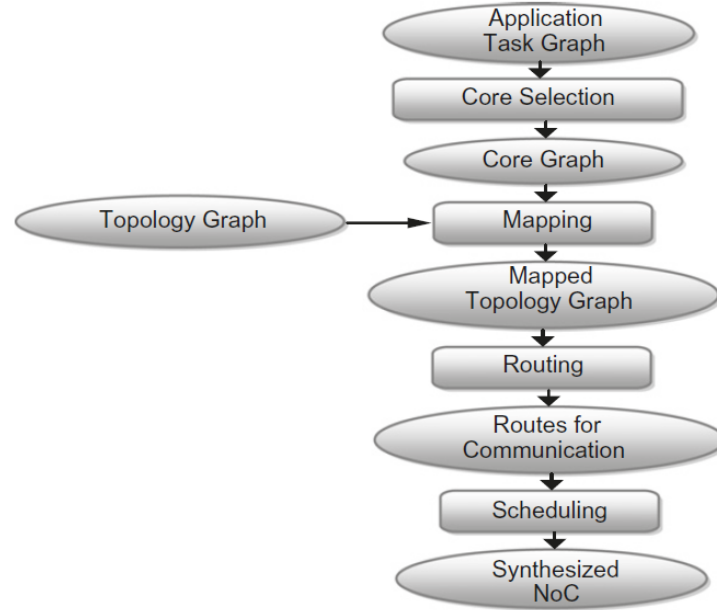 Application
Task Graph
Core Selection
Core Graph
Topology Graph
Mapping
Mapped
Topology Graph
Routing
Routes for
Communication
Scheduling
Synthesized
NoC